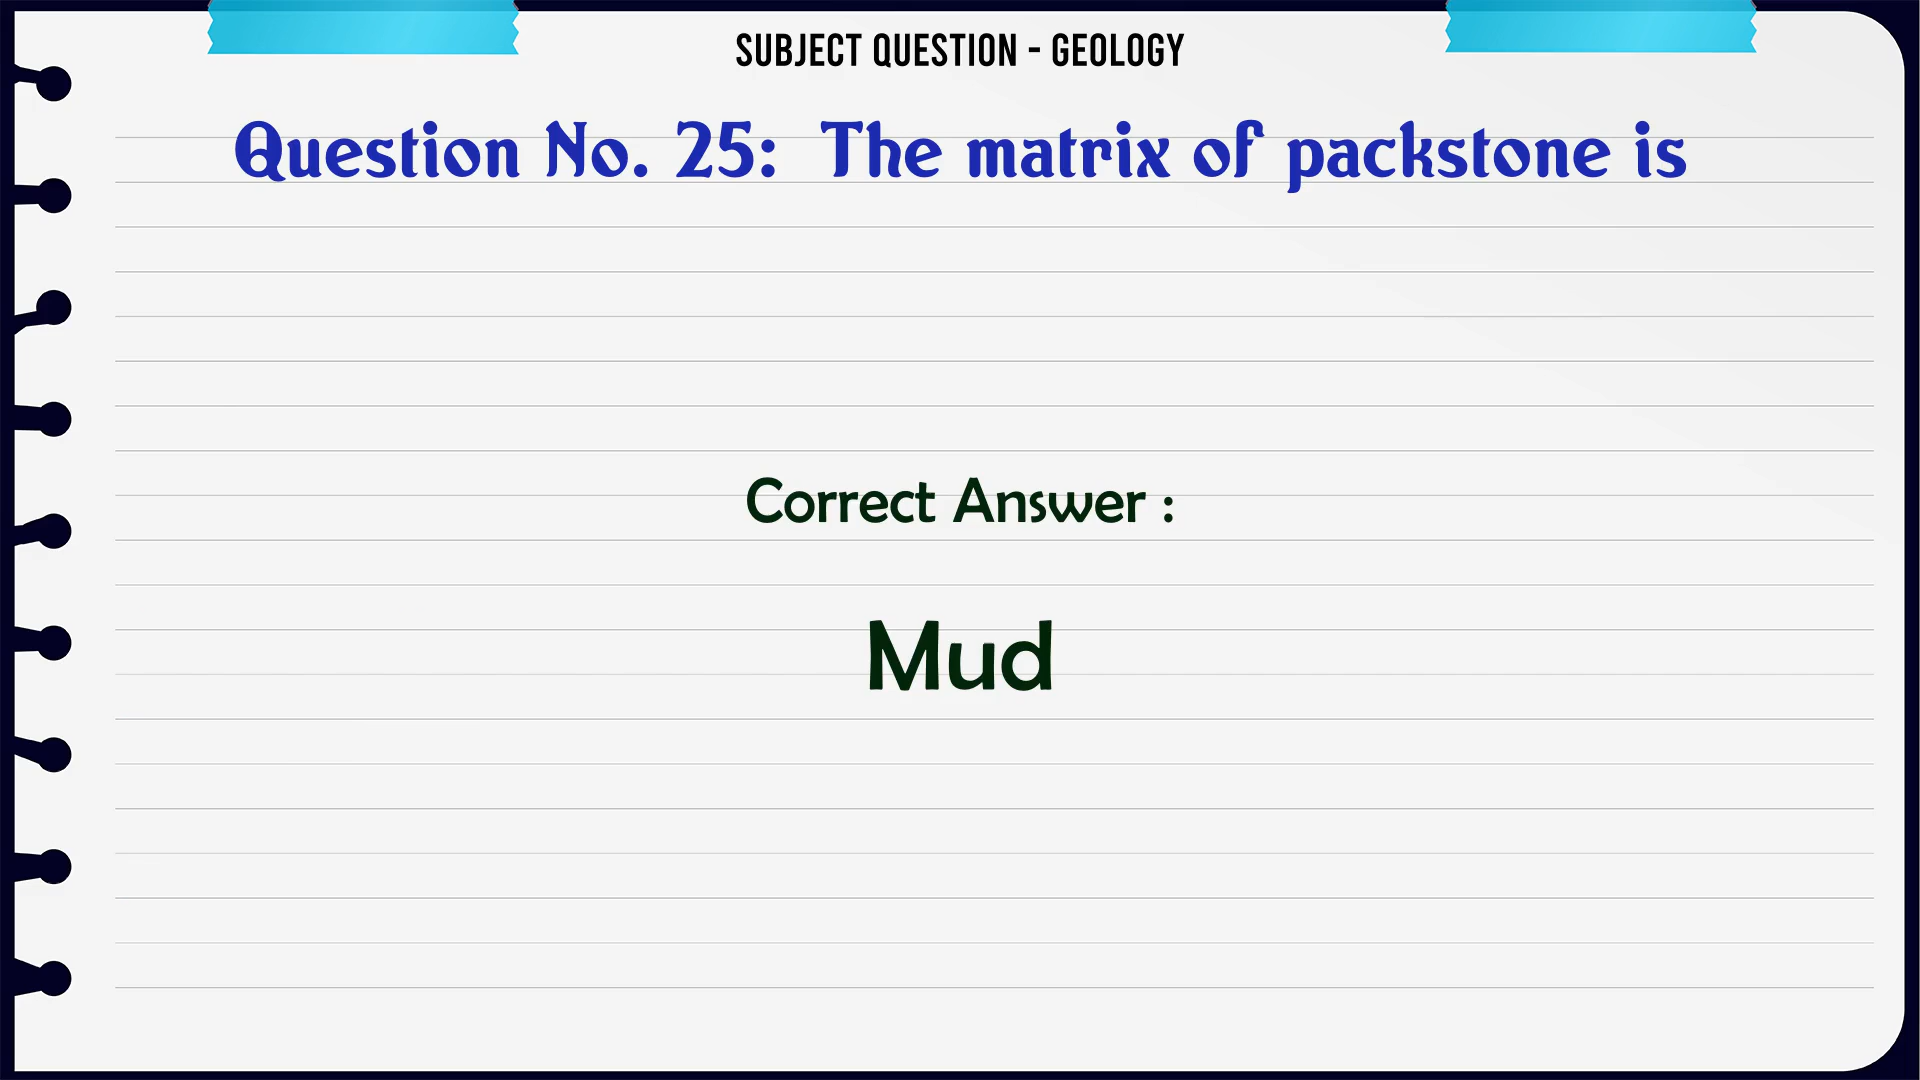 SUBJECT QUESTION - GEOLOGY
Question No. 25: The matrix of packstone is
Correct Answer :
Mud